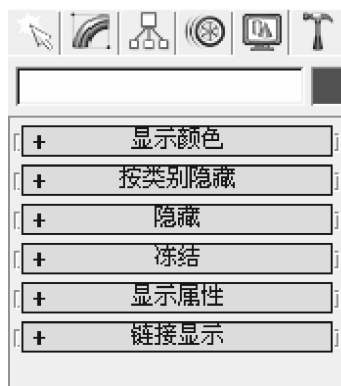 + 显示颜色
+ 按类别隐藏
+ 隐藏
+ 冻结
+ 显示属性
+ 链接显示